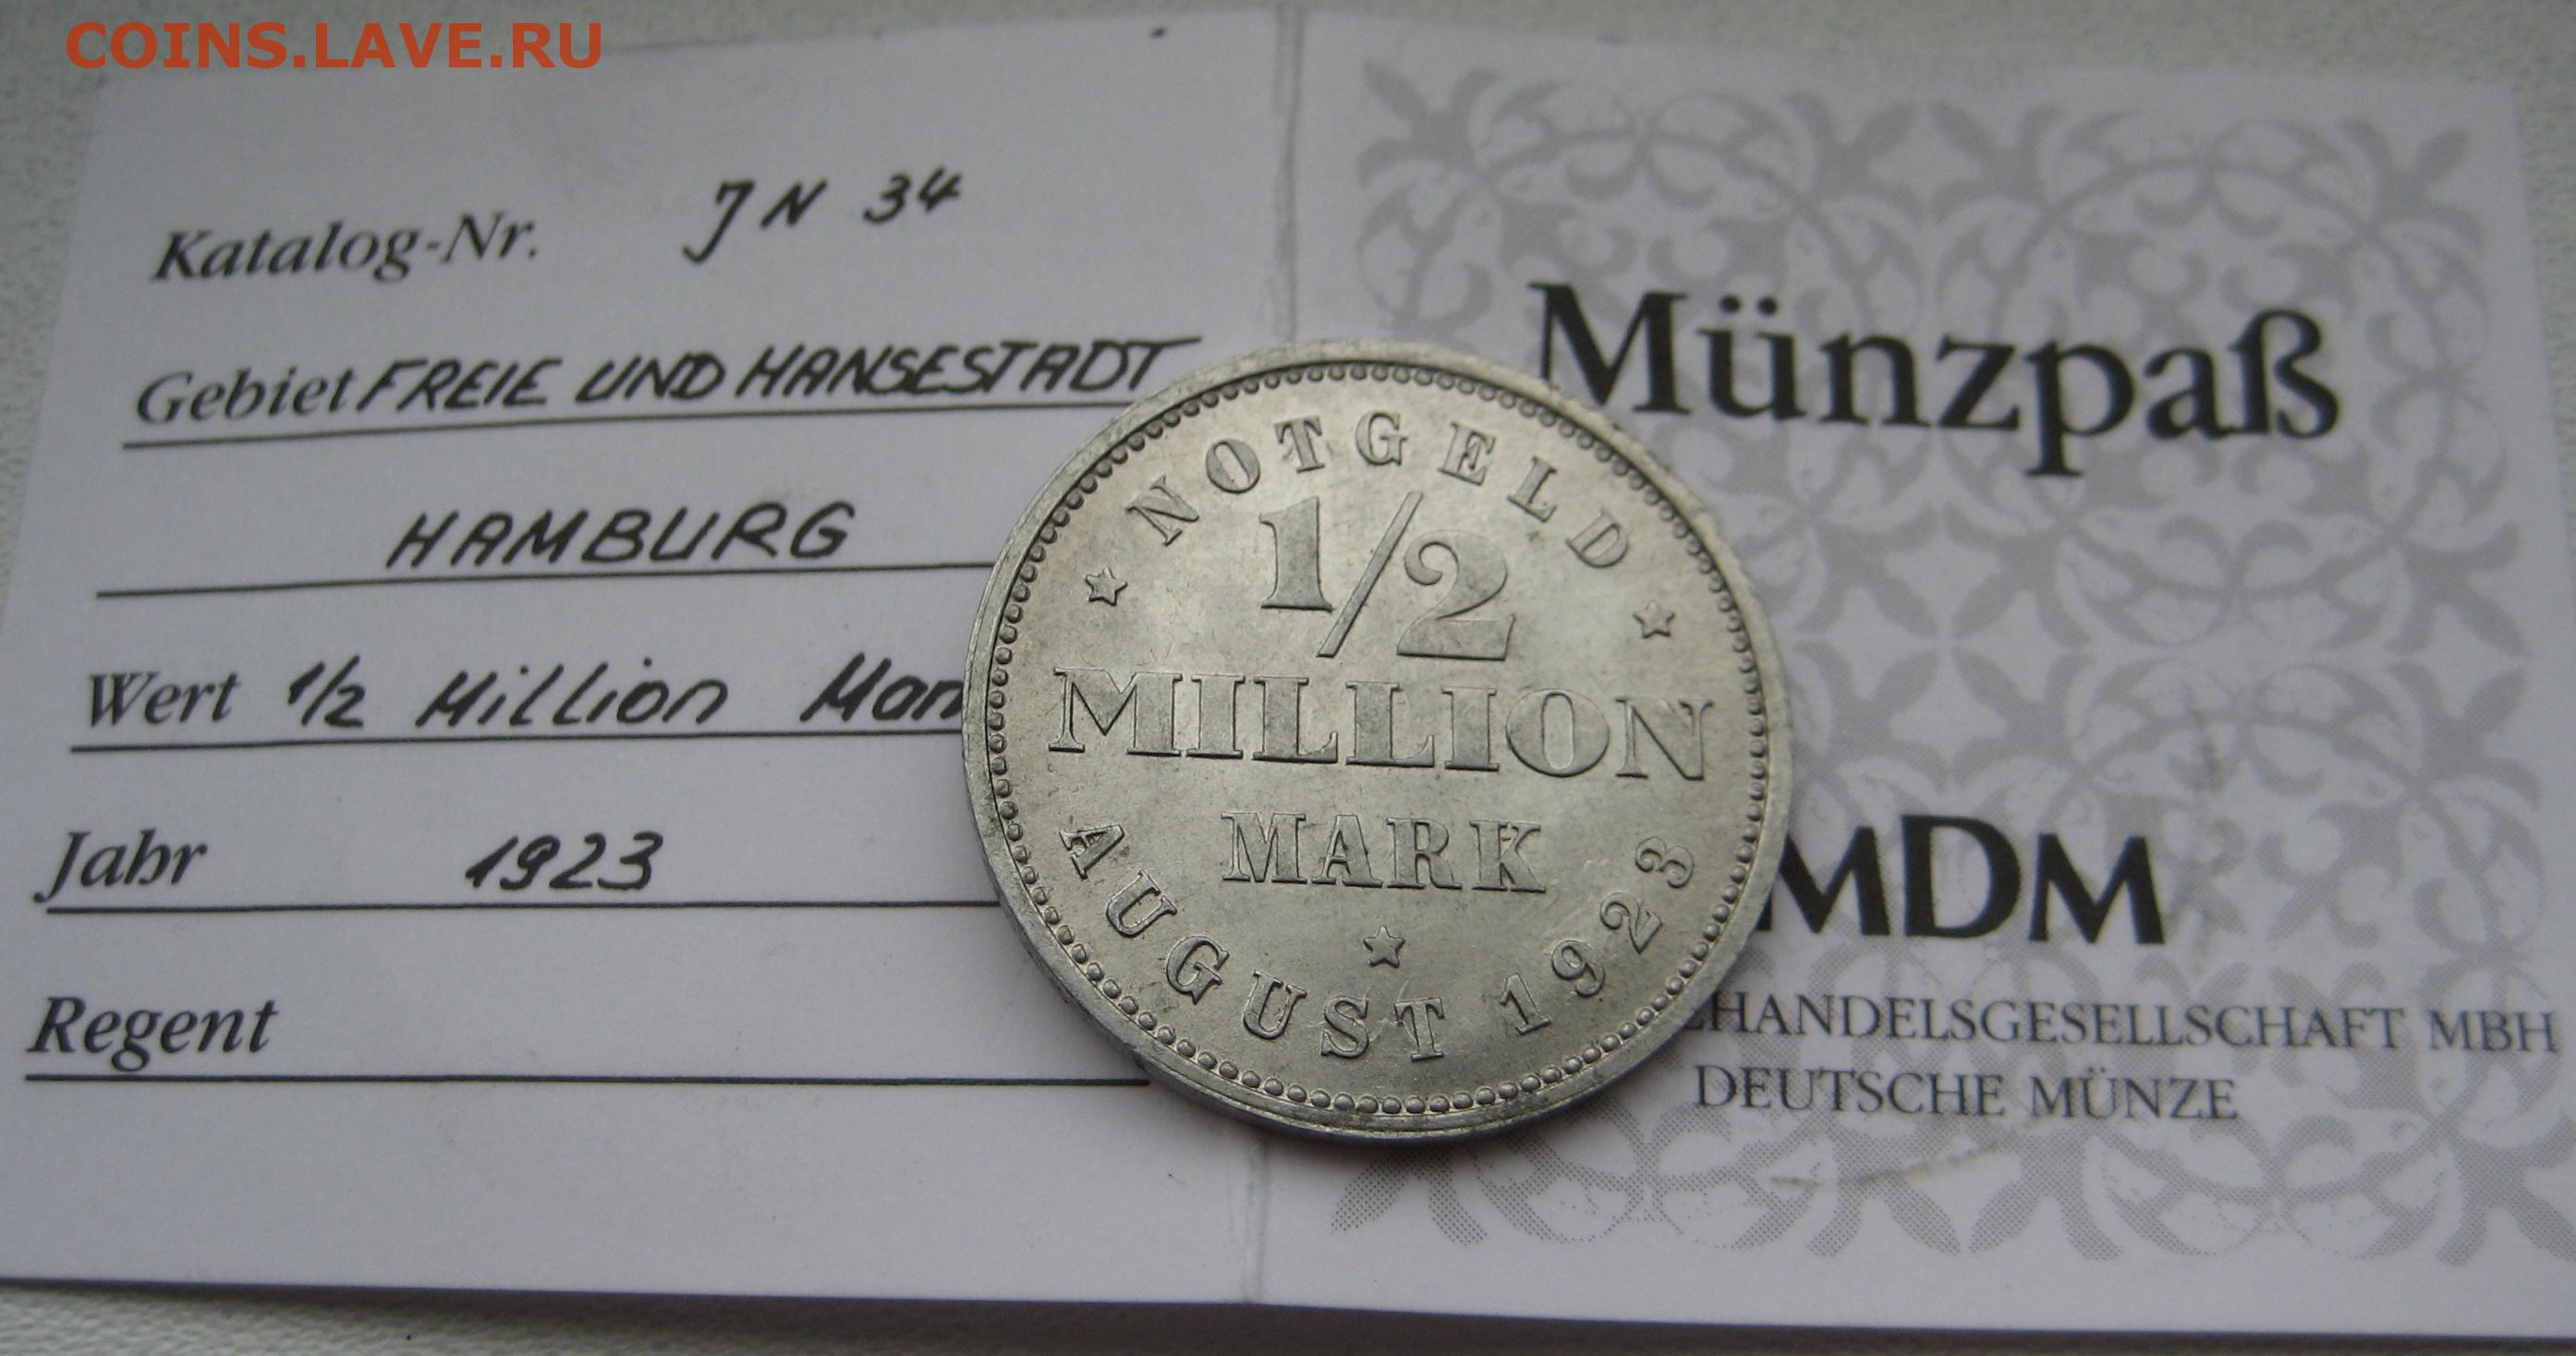 COINS.LAVE.RU
Katalog-Nr. JN 34
Gebiet FREIE UND HANSESTADT
HAMBURG
Wert 1/2 Million
Jahr 1923
Regent
NOTGELD
1/2
MILLION
MARK
AUGUST 1923
Münzpaß
MDM
HANDELSGESELLSCHAFT MBH
DEUTSCHE MÜNZE